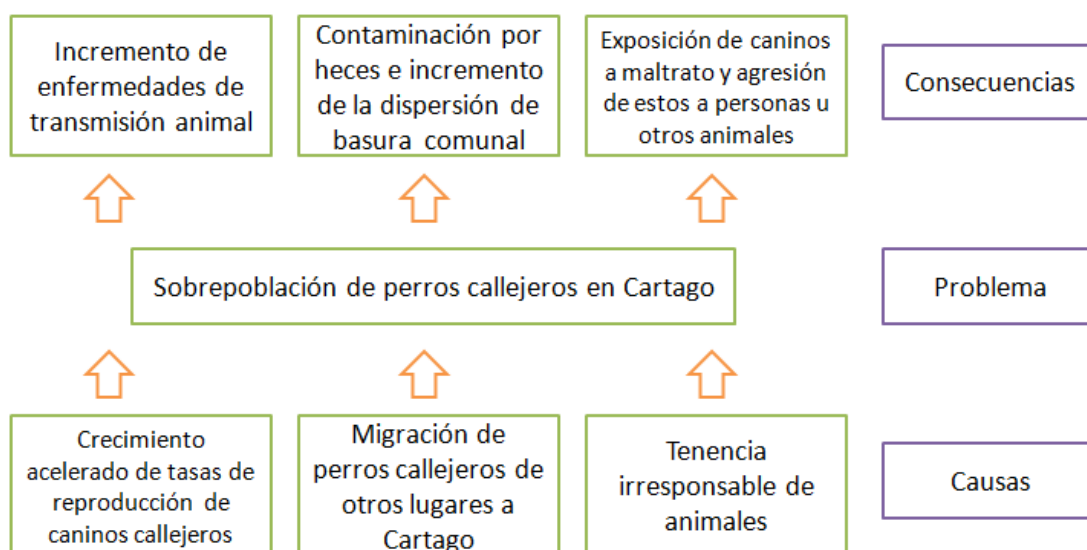 Incremento de
enfermedades de
transmisión animal
Contaminación por
heces e incremento
de la dispersión de
basura comunal
Exposición de caninos
a maltrato y agresión
de estos a personas u
otros animales
Consecuencias
Sobrepoblación de perros callejeros en Cartago
Problema
Crecimiento
acelerado de tasas de
reproducción de
caninos callejeros
Migración de
perros callejeros de
otros lugares a
Cartago
Tenencia
irresponsable de
animales
Causas